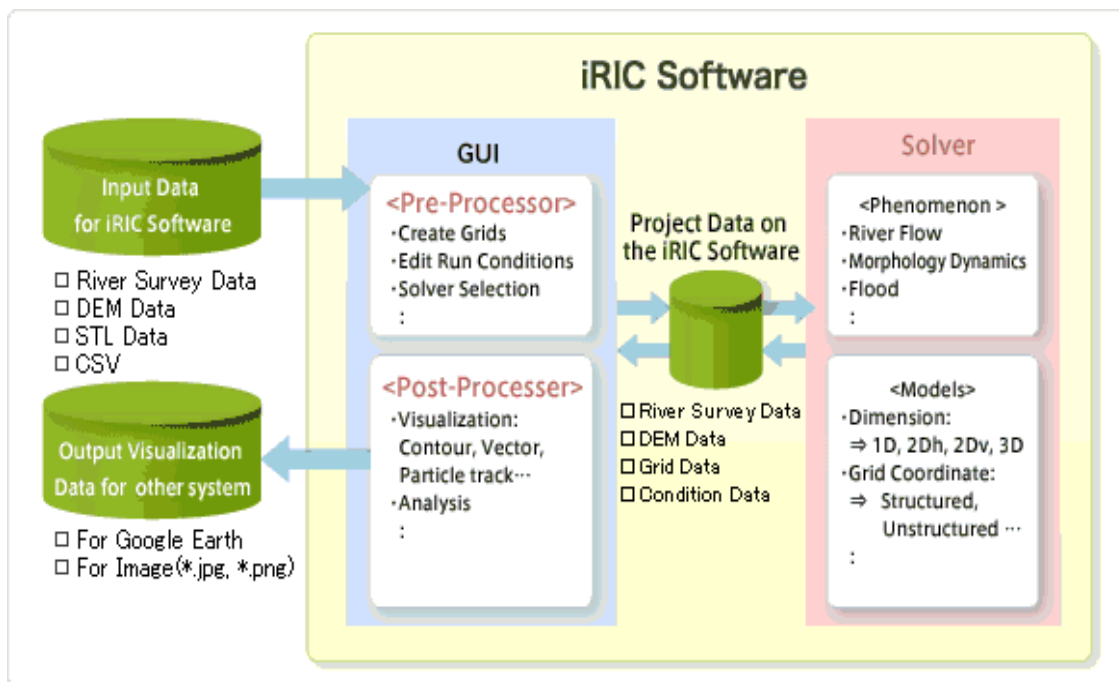 iRIC Software
Input Data
for iRIC Software
□ River Survey Data
□ DEM Data
□ STL Data
□ CSV
Output Visualization
Data for other system
□ For Google Earth
□ For Image(*.jpg, *.png)
GUI
<Pre-Processor>
・Create Grids
・Edit Run Conditions
・Solver Selection
:
<Post-Processer>
・Visualization:
Contour, Vector,
Particle track…
・Analysis
:
Project Data on
the iRIC Software
□ River Survey Data
□ DEM Data
□ Grid Data
□ Condition Data
Solver
<Phenomenon >
・River Flow
・Morphology Dynamics
・Flood
:
<Models>
・Dimension:
⇒ 1D, 2Dh, 2Dv, 3D
・Grid Coordinate:
⇒ Structured,
Unstructured …
: